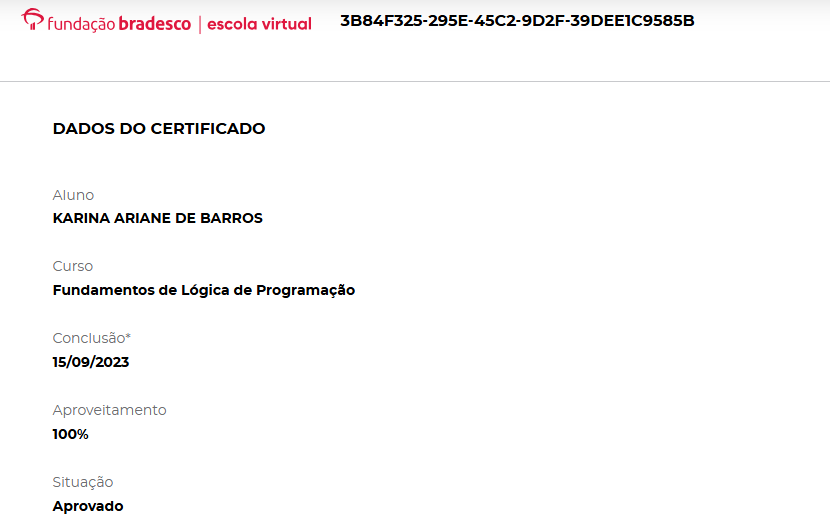 fundação bradesco | escola virtual 3B84F325-295E-45C2-9D2F-39DEE1C9585B
DADOS DO CERTIFICADO
Aluno
KARINA ARIANE DE BARROS
Curso
Fundamentos de Lógica de Programação
Conclusão*
15/09/2023
Aproveitamento
100%
Situação
Aprovado